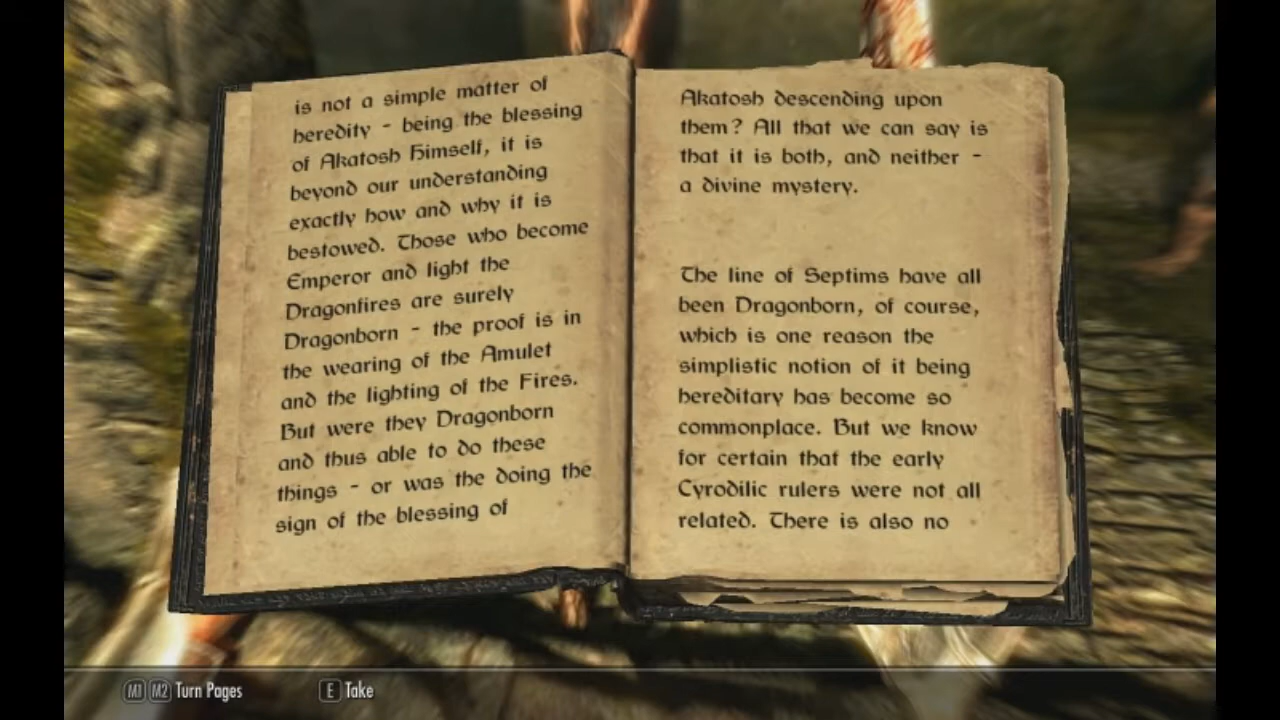 is not a simple matter of
heredity - being the blessing
of Akatosh Himself, it is
beyond our understanding
exactly how and why it is
bestowed. Those who become
Emperor and light the
Dragonfires are surely
Dragonborn - the proof is in
the wearing of the Amulet
and the lighting of the Fires.
But were they Dragonborn
and thus able to do these
things - or was the doing the
sign of the blessing of
Akatosh descending upon
them? All that we can say is
that it is both, and neither -
a divine mystery.
The line of Septims have all
been Dragonborn, of course,
which is one reason the
simplistic notion of it being
hereditary has become so
commonplace. But we know
for certain that the early
Cyrodilic rulers were not all
related. There is also no
M1 M2 Turn Pages E Take